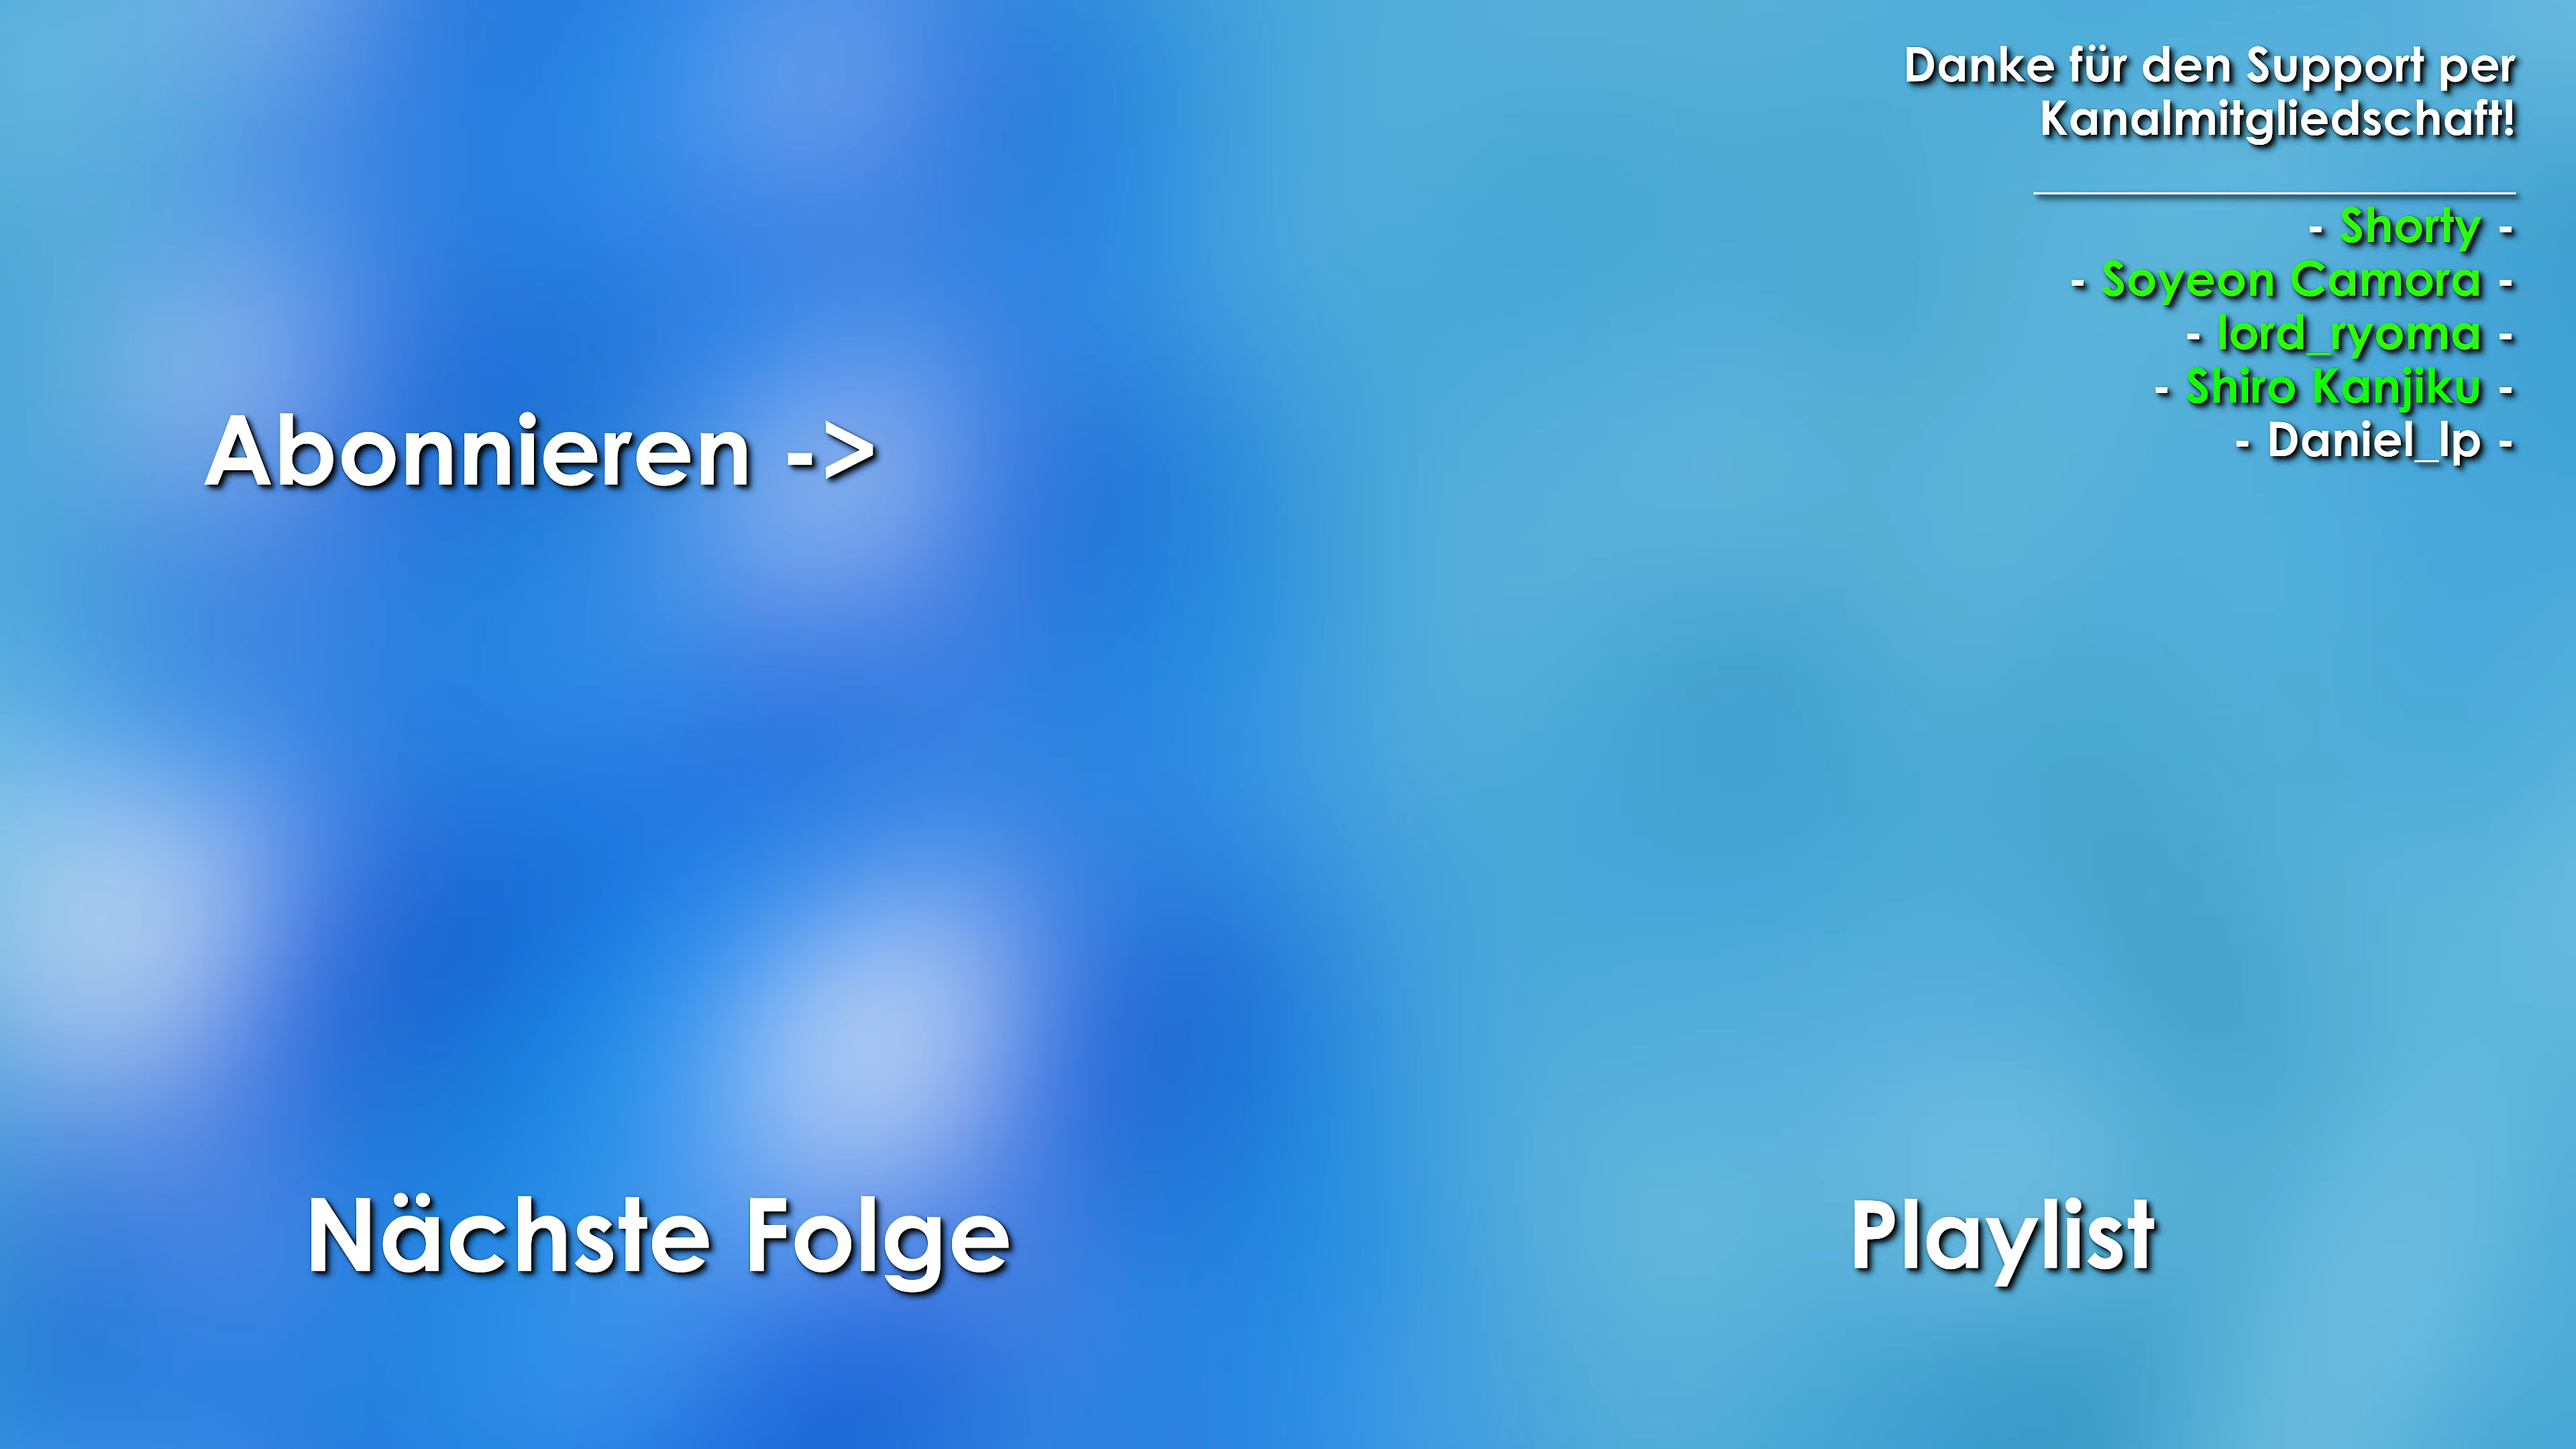 Danke für den Support per
Kanalmitgliedschaft!
- Shorty -
- Soyeon Camora -
- lord_ryoma -
- Shiro Kanjiku -
- Daniel_lp -
Abonnieren ->
Nächste Folge
Playlist